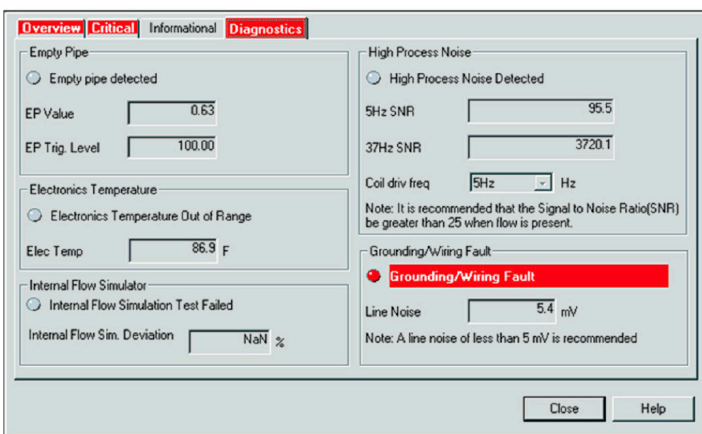 Overview Critical Informational Diagnostics
Empty Pipe
Empty pipe detected
EP Value 0.63
EP Trig. Level 100.00
Electronics Temperature
Electronics Temperature Out of Range
Elec Temp 86.9 F
Internal Flow Simulator
Internal Flow Simulation Test Failed
Internal Flow Sim. Deviation NaN %
High Process Noise
High Process Noise Detected
5Hz SNR 95.5
37Hz SNR 3720.1
Coil driv freq 5Hz Hz
Note: It is recommended that the Signal to Noise Ratio(SNR)
be greater than 25 when flow is present.
Grounding/Wiring Fault
Grounding/Wiring Fault
Line Noise 5.4 mV
Note: A line noise of less than 5 mV is recommended
Close Help